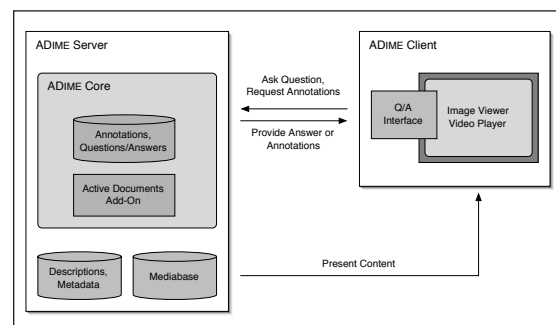 ADIME Server
ADIME Core
Annotations,
Questions/Answers
Active Documents
Add-On
Descriptions,
Metadata
Mediabase
Ask Question,
Request Annotations
Provide Answer or
Annotations
Present Content
ADIME Client
Q/A
Interface
Image Viewer
Video Player